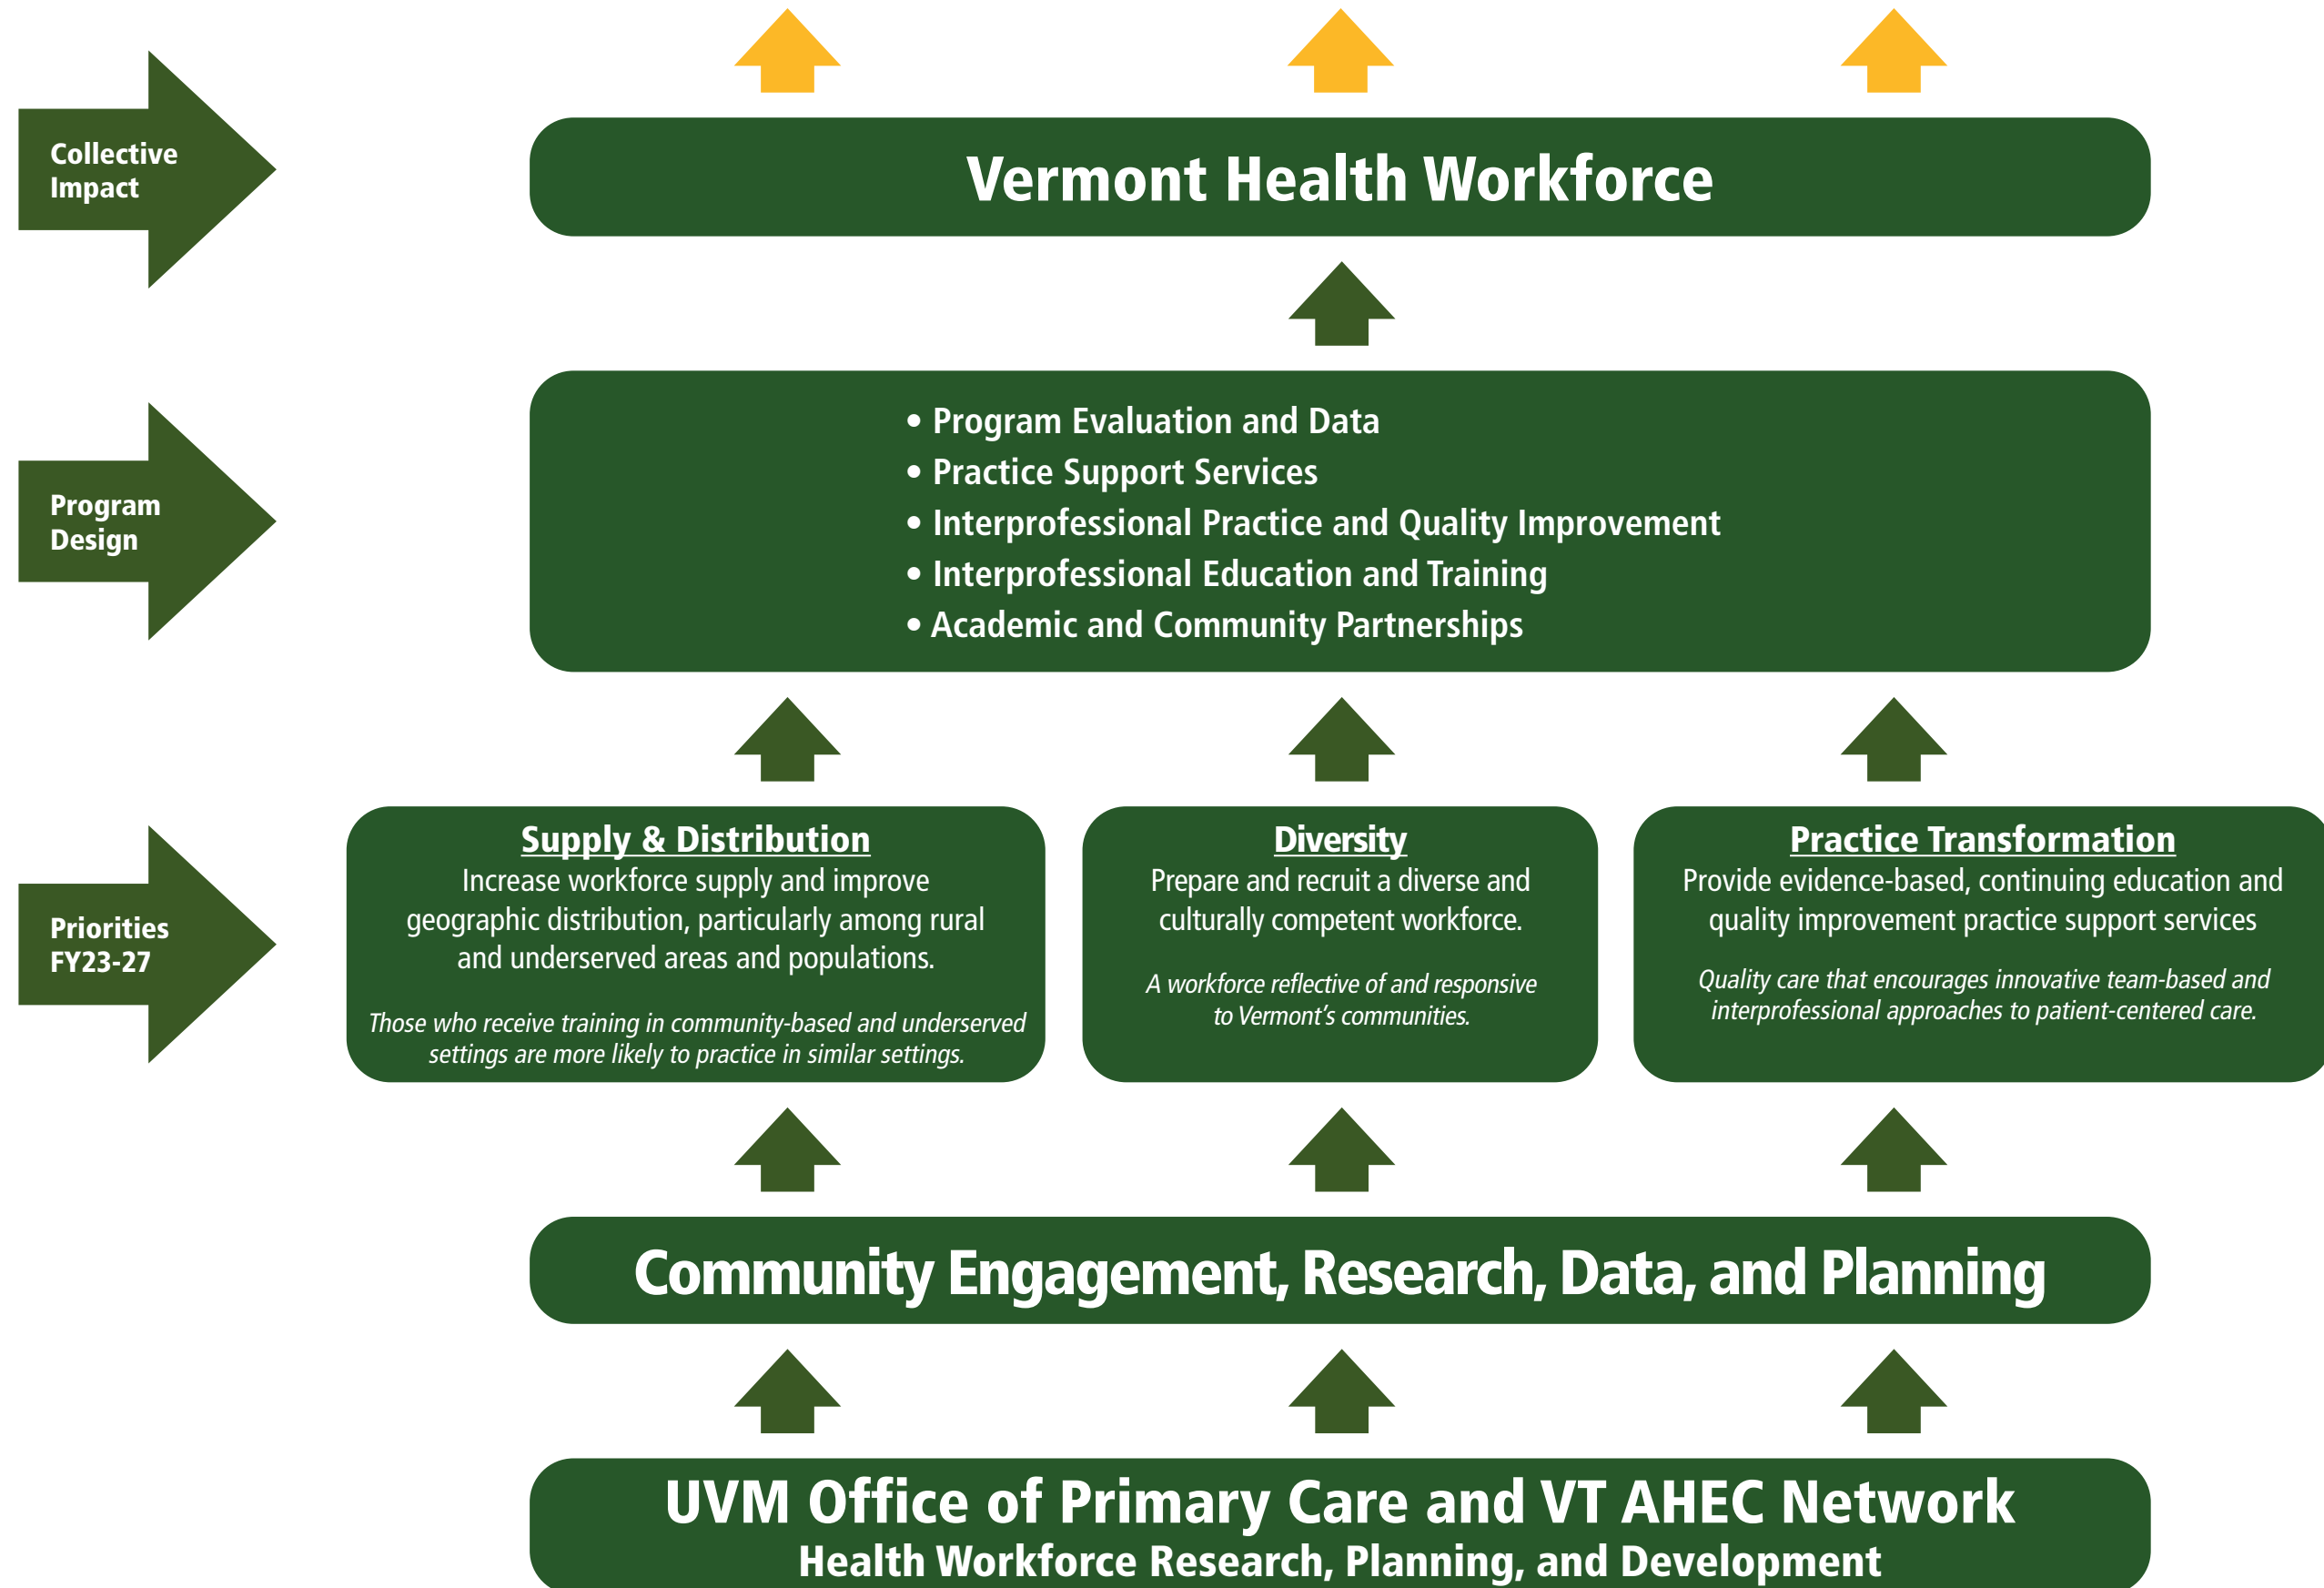 Collective
Impact
Vermont Health Workforce
Program
Design
• Program Evaluation and Data
• Practice Support Services
• Interprofessional Practice and Quality Improvement
• Interprofessional Education and Training
• Academic and Community Partnerships
Priorities
FY23-27
Supply & Distribution
Increase workforce supply and improve
geographic distribution, particularly among rural
and underserved areas and populations.
Those who receive training in community-based and underserved
settings are more likely to practice in similar settings.
Diversity
Prepare and recruit a diverse and
culturally competent workforce.
A workforce reflective of and responsive
to Vermont’s communities.
Practice Transformation
Provide evidence-based, continuing education and
quality improvement practice support services
Quality care that encourages innovative team-based and
interprofessional approaches to patient-centered care.
Community Engagement, Research, Data, and Planning
UVM Office of Primary Care and VT AHEC Network
Health Workforce Research, Planning, and Development